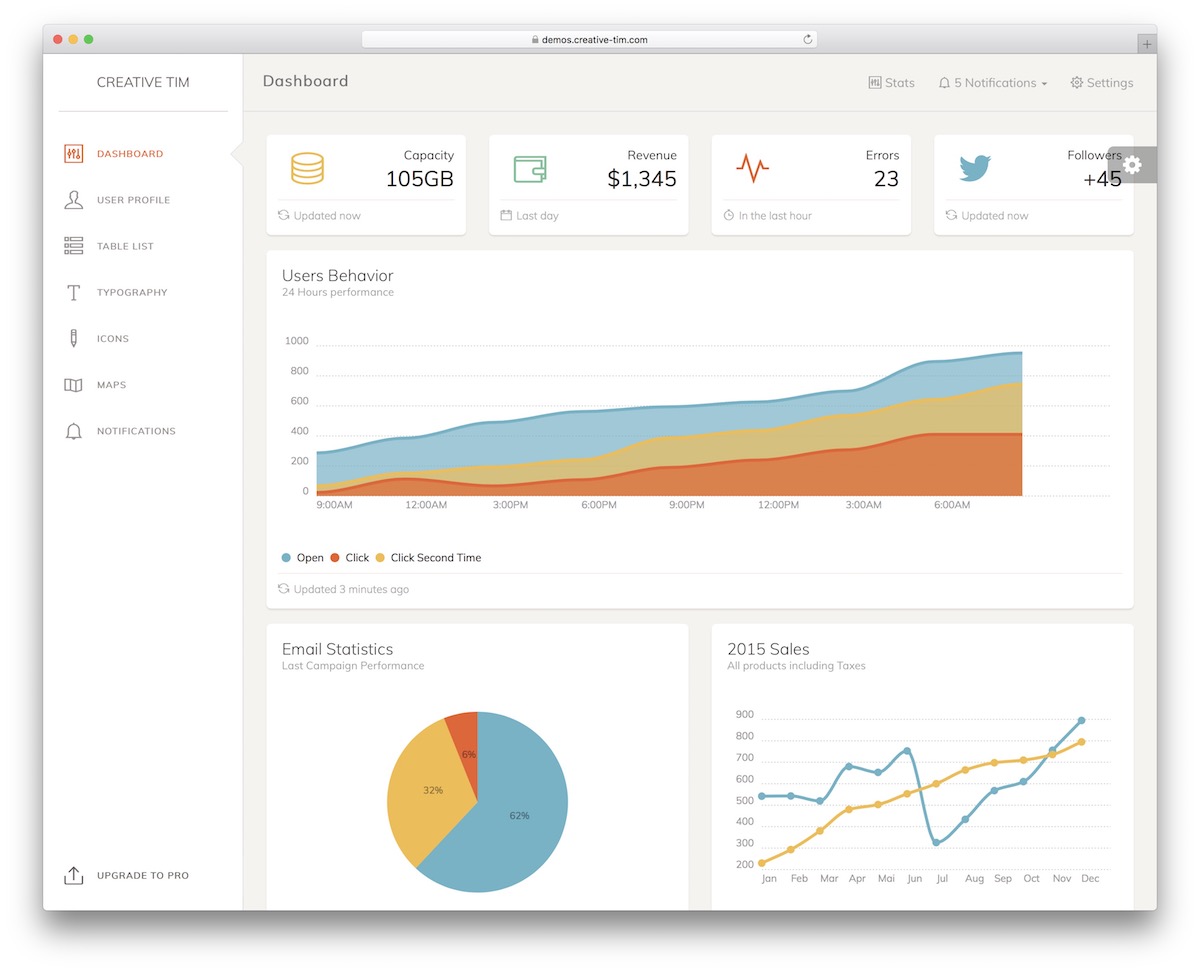 demos.creative-tim.com
CREATIVE TIM
Dashboard
Stats
5 Notifications
Settings
DASHBOARD
USER PROFILE
TABLE LIST
TYPOGRAPHY
ICONS
MAPS
NOTIFICATIONS
UPGRADE TO PRO
Capacity
105GB
Updated now
Revenue
$1,345
Last day
Errors
23
In the last hour
Followers
+45
Updated now
Users Behavior
24 Hours performance
1000
800
600
400
200
0
9:00AM 12:00AM 3:00PM 6:00PM 9:00PM 12:00PM 3:00AM 6:00AM
Open Click Click Second Time
Updated 3 minutes ago
Email Statistics
Last Campaign Performance
6%
32%
62%
2015 Sales
All products including Taxes
900
800
700
600
500
400
300
200
Jan Feb Mar Apr Mai Jun Jul Aug Sep Oct Nov Dec